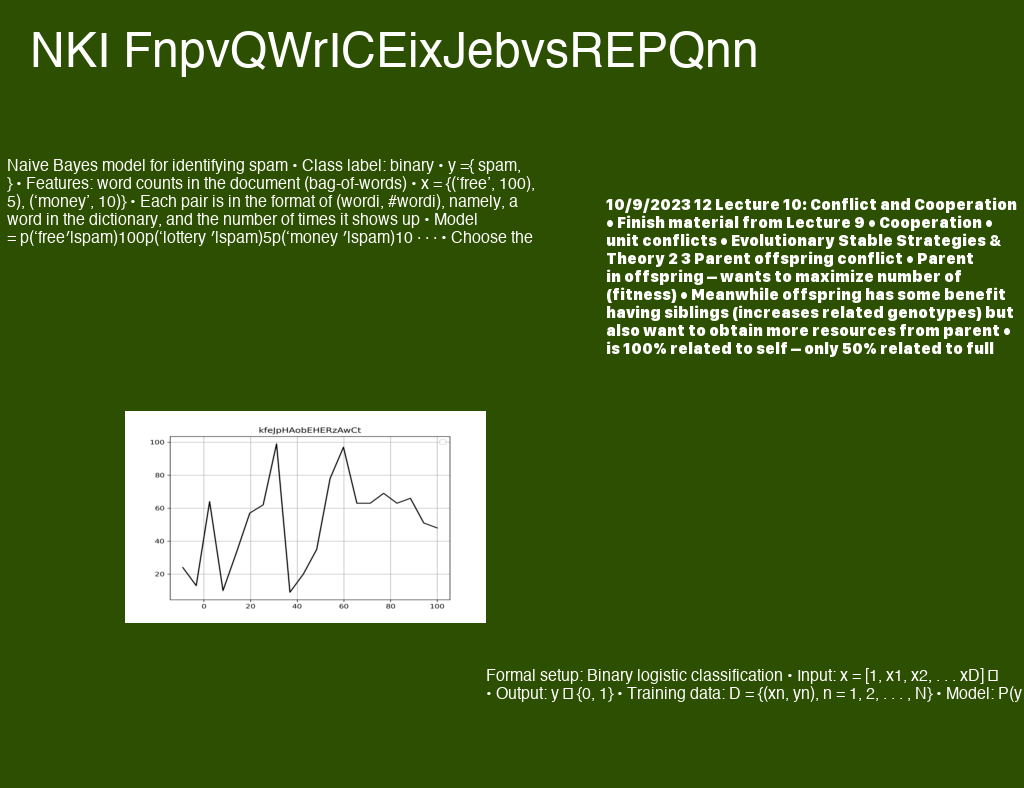 NKI FnpvQWrICEixJebvsREPQnn
Naive Bayes model for identifying spam • Class label: binary • y ={ spam,
} • Features: word counts in the document (bag-of-words) • x = {(‘free’, 100),
5), (‘money’, 10)} • Each pair is in the format of (wordi, #wordi), namely, a
word in the dictionary, and the number of times it shows up • Model
= p(‘free′|spam)100p(‘lottery ′|spam)5p(‘money ′|spam)10 · · · • Choose the
10/9/2023 12 Lecture 10: Conflict and Cooperation
• Finish material from Lecture 9 • Cooperation •
unit conflicts • Evolutionary Stable Strategies &
Theory 2 3 Parent offspring conflict • Parent
in offspring – wants to maximize number of
(fitness) • Meanwhile offspring has some benefit
having siblings (increases related genotypes) but
also want to obtain more resources from parent •
is 100% related to self – only 50% related to full
kfeJpHAobEHERzAwCt
100
80
60
40
20
0 20 40 60 80 100
Formal setup: Binary logistic classification • Input: x = [1, x1, x2, . . . xD] 
• Output: y {0, 1} • Training data: D = {(xn, yn), n = 1, 2, . . . , N} • Model: P(y